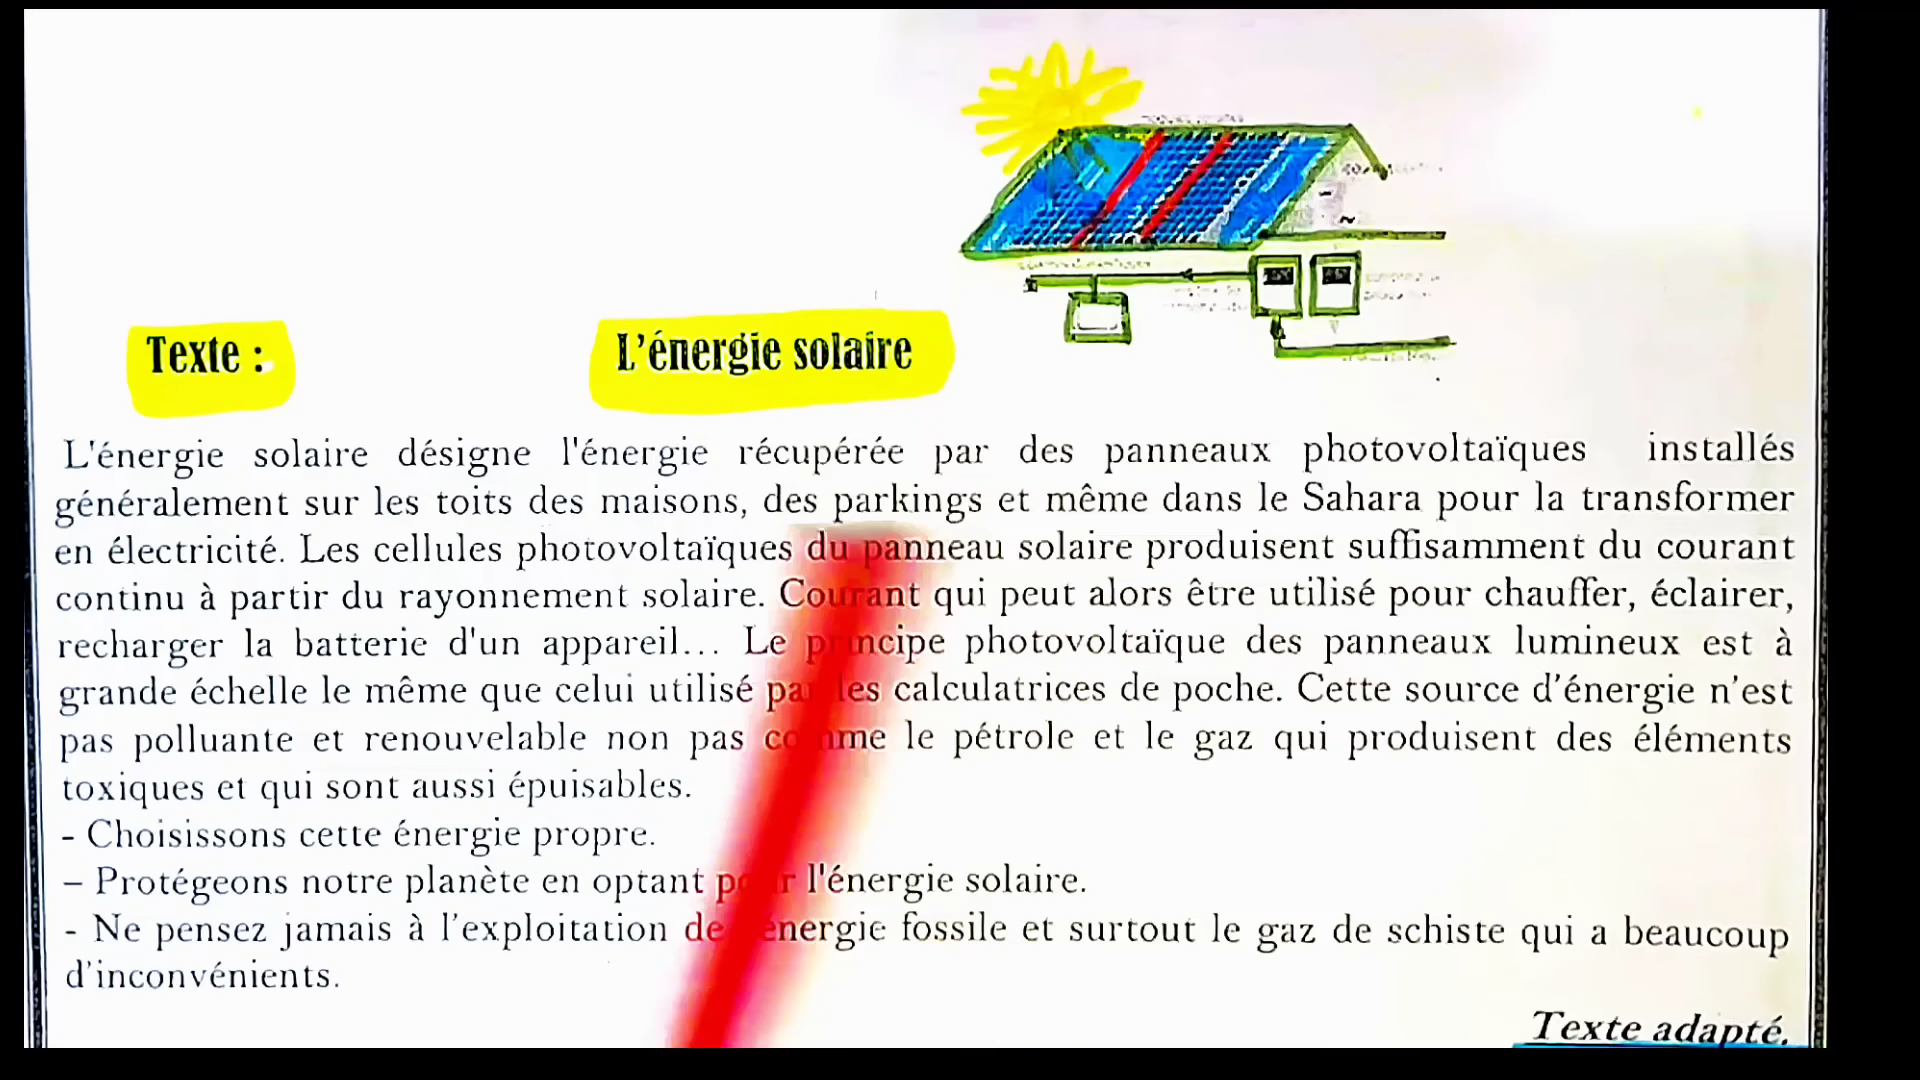 Texte :
L'énergie solaire
L'énergie solaire désigne l'énergie récupérée par des panneaux photovoltaïques installés
généralement sur les toits des maisons, des parkings et même dans le Sahara pour la transformer
en électricité. Les cellules photovoltaïques du panneau solaire produisent suffisamment du courant
continu à partir du rayonnement solaire. Courant qui peut alors être utilisé pour chauffer, éclairer,
recharger la batterie d'un appareil... Le principe photovoltaïque des panneaux lumineux est à
grande échelle le même que celui utilisé par les calculatrices de poche. Cette source d'énergie n'est
pas polluante et renouvelable non pas comme le pétrole et le gaz qui produisent des éléments
toxiques et qui sont aussi épuisables.
- Choisissons cette énergie propre.
– Protégeons notre planète en optant pour l'énergie solaire.
- Ne pensez jamais à l'exploitation de énergie fossile et surtout le gaz de schiste qui a beaucoup
d'inconvénients.
Texte adapté.